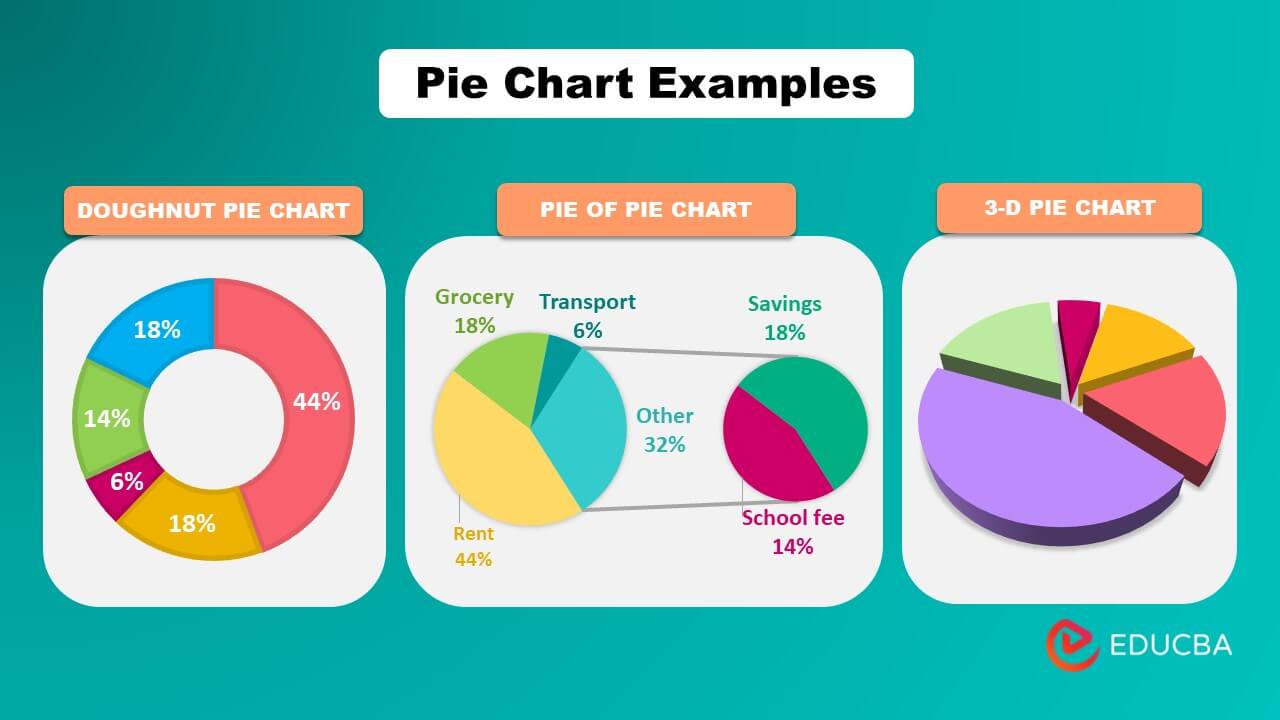 Pie Chart Examples
DOUGHNUT PIE CHART
18%
44%
14%
6%
18%
PIE OF PIE CHART
Grocery
18%
Transport
6%
Savings
18%
Other
32%
Rent
44%
School fee
14%
3-D PIE CHART
EDUCBA